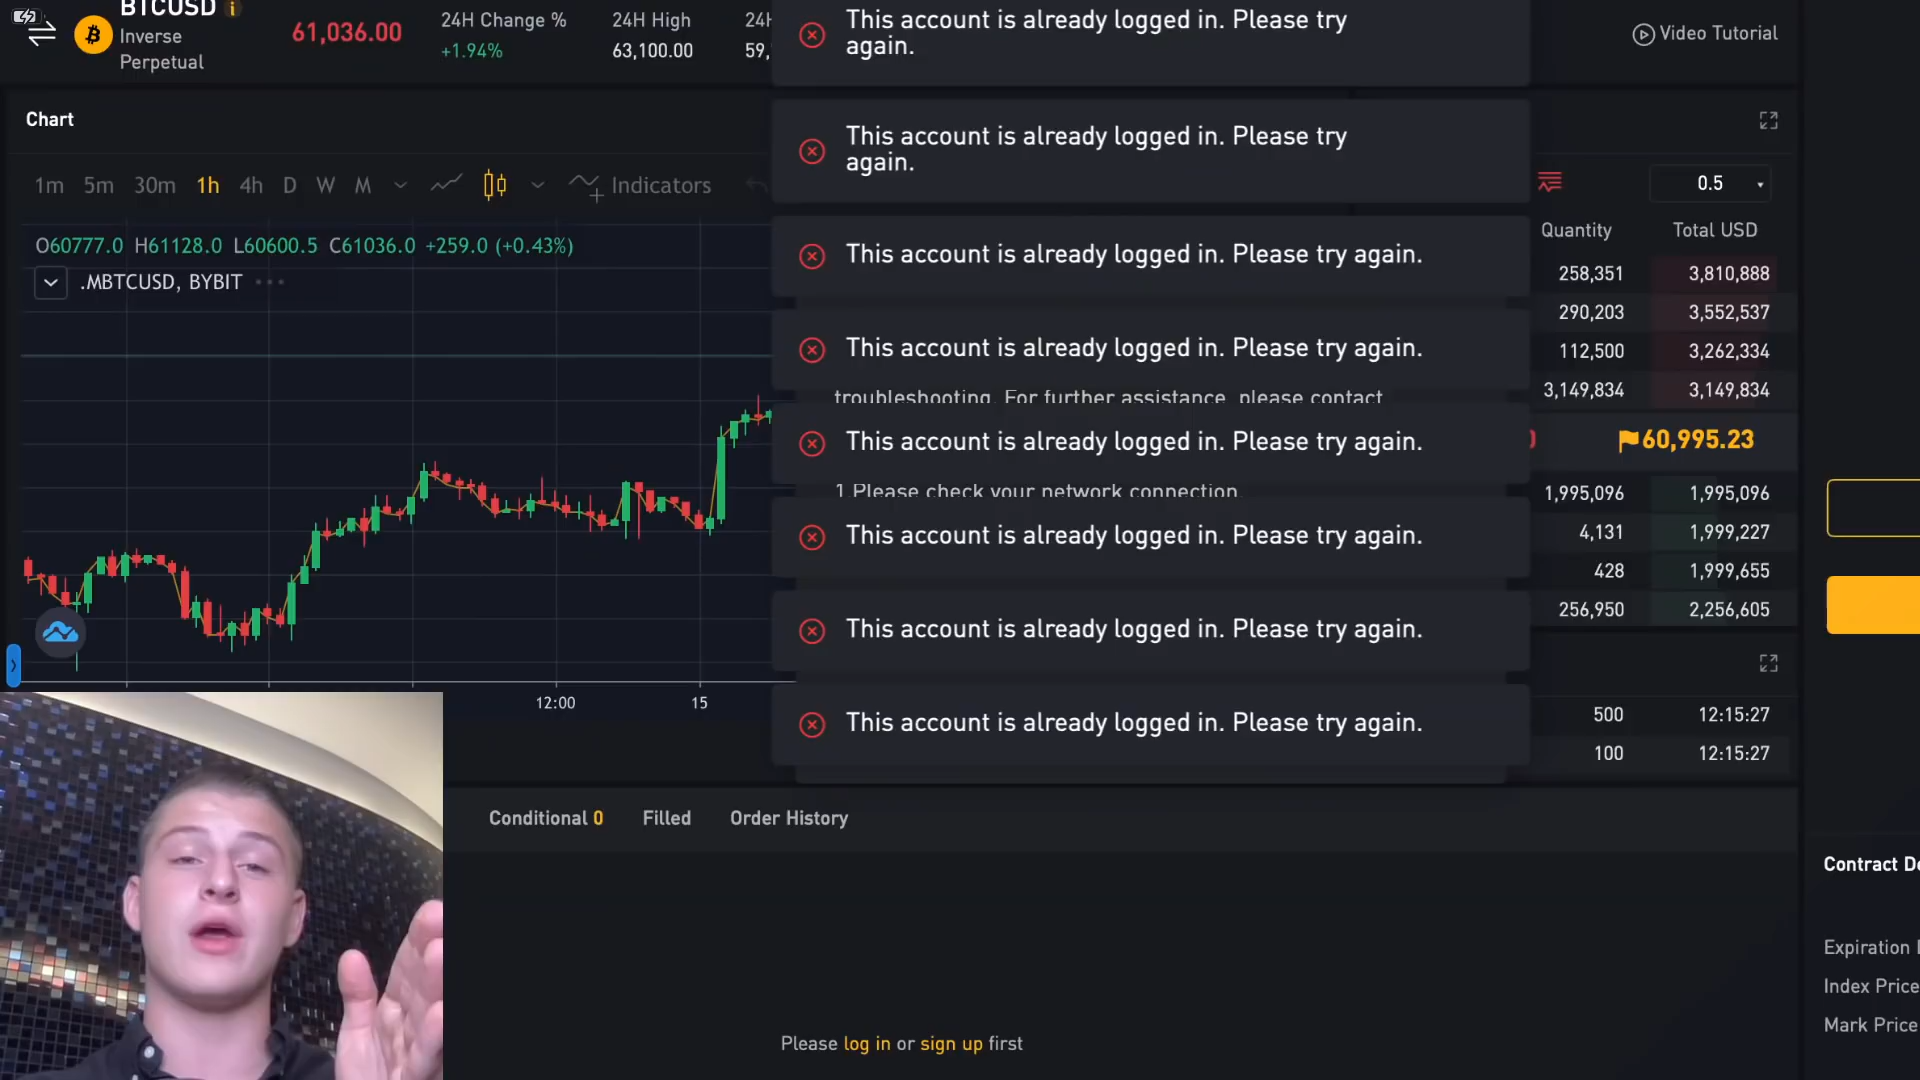 BTCUSD
Inverse
Perpetual
61,036.00
24H Change %
+1.94%
24H High
63,100.00
24H
59,
This account is already logged in. Please try
again.
Video Tutorial
Chart
This account is already logged in. Please try
again.
1m 5m 30m 1h 4h D W M Indicators
0.5
Quantity Total USD
O60777.0 H61128.0 L60600.5 C61036.0 +259.0 (+0.43%)
.MBTCUSD, BYBIT
This account is already logged in. Please try again.
258,351 3,810,888
290,203 3,552,537
This account is already logged in. Please try again.
112,500 3,262,334
troubleshooting. For further assistance, please contact
3,149,834 3,149,834
This account is already logged in. Please try again.
60,995.23
1.Please check your network connection.
1,995,096 1,995,096
This account is already logged in. Please try again.
4,131 1,999,227
428 1,999,655
256,950 2,256,605
This account is already logged in. Please try again.
12:00 15
This account is already logged in. Please try again.
500 12:15:27
100 12:15:27
Conditional 0 Filled Order History
Contract De
Expiration
Index Price
Mark Price
Please log in or sign up first